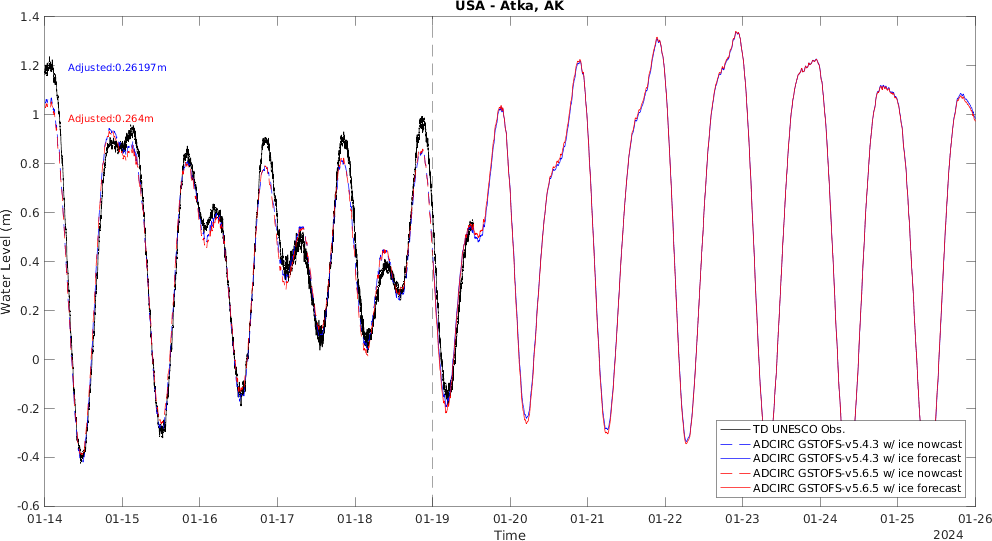 USA - Atka, AK
1.4
1.2
1
0.8
0.6
0.4
0.2
0
-0.2
-0.4
-0.6
Water Level (m)
Adjusted:0.26197m
Adjusted:0.264m
TD UNESCO Obs.
ADCIRC GSTOFS-v5.4.3 w/ ice nowcast
ADCIRC GSTOFS-v5.4.3 w/ ice forecast
ADCIRC GSTOFS-v5.6.5 w/ ice nowcast
ADCIRC GSTOFS-v5.6.5 w/ ice forecast
01-14 01-15 01-16 01-17 01-18 01-19 01-20 01-21 01-22 01-23 01-24 01-25 01-26
Time
2024